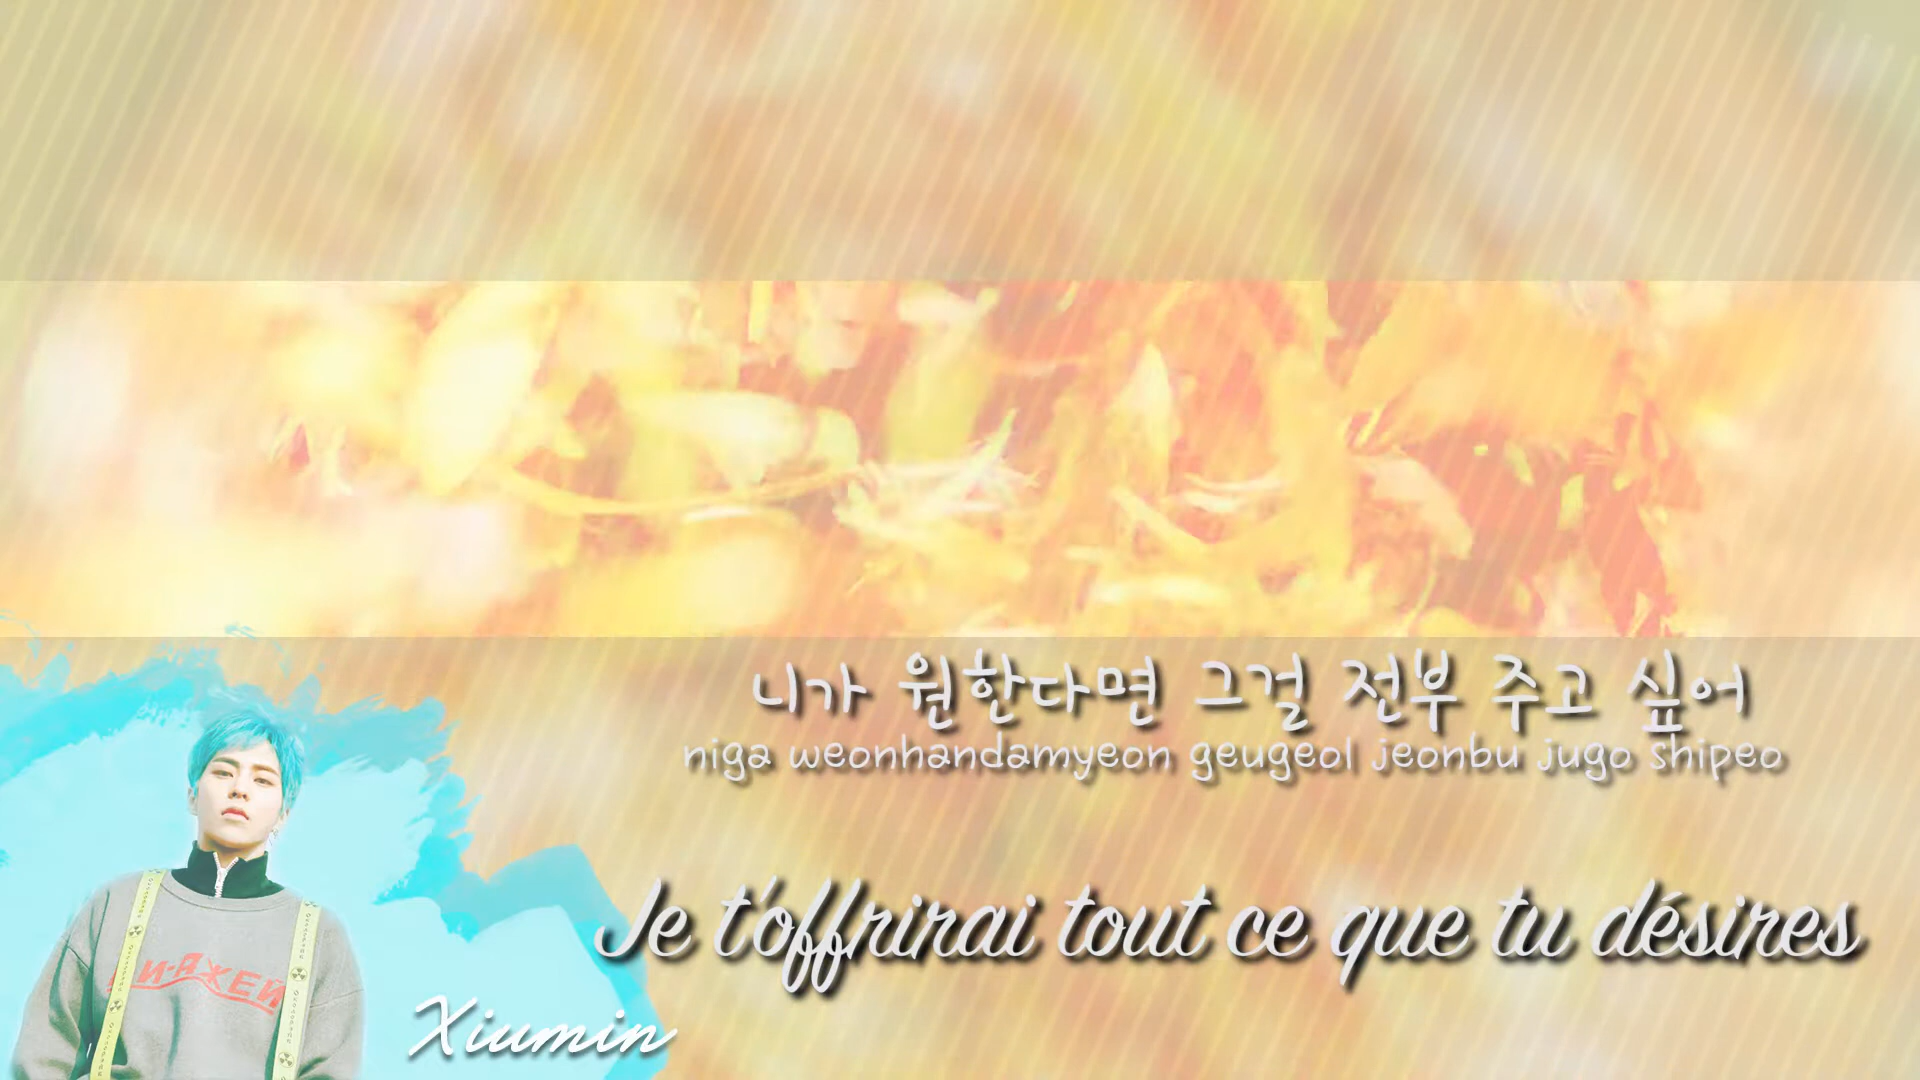 니가 원한다면 그걸 전부 주고 싶어
niga weonhandamyeon geugeol jeonbu jugo shipeo
Je t'offrirai tout ce que tu désires
Xiumin